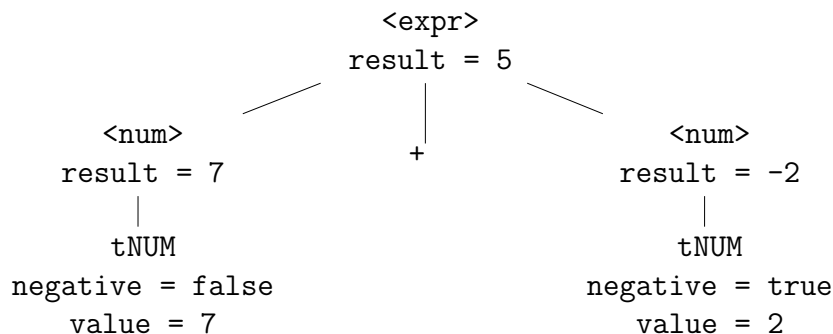 <expr>
result = 5
<num>
result = 7
+
<num>
result = -2
tNUM
negative = false
value = 7
tNUM
negative = true
value = 2